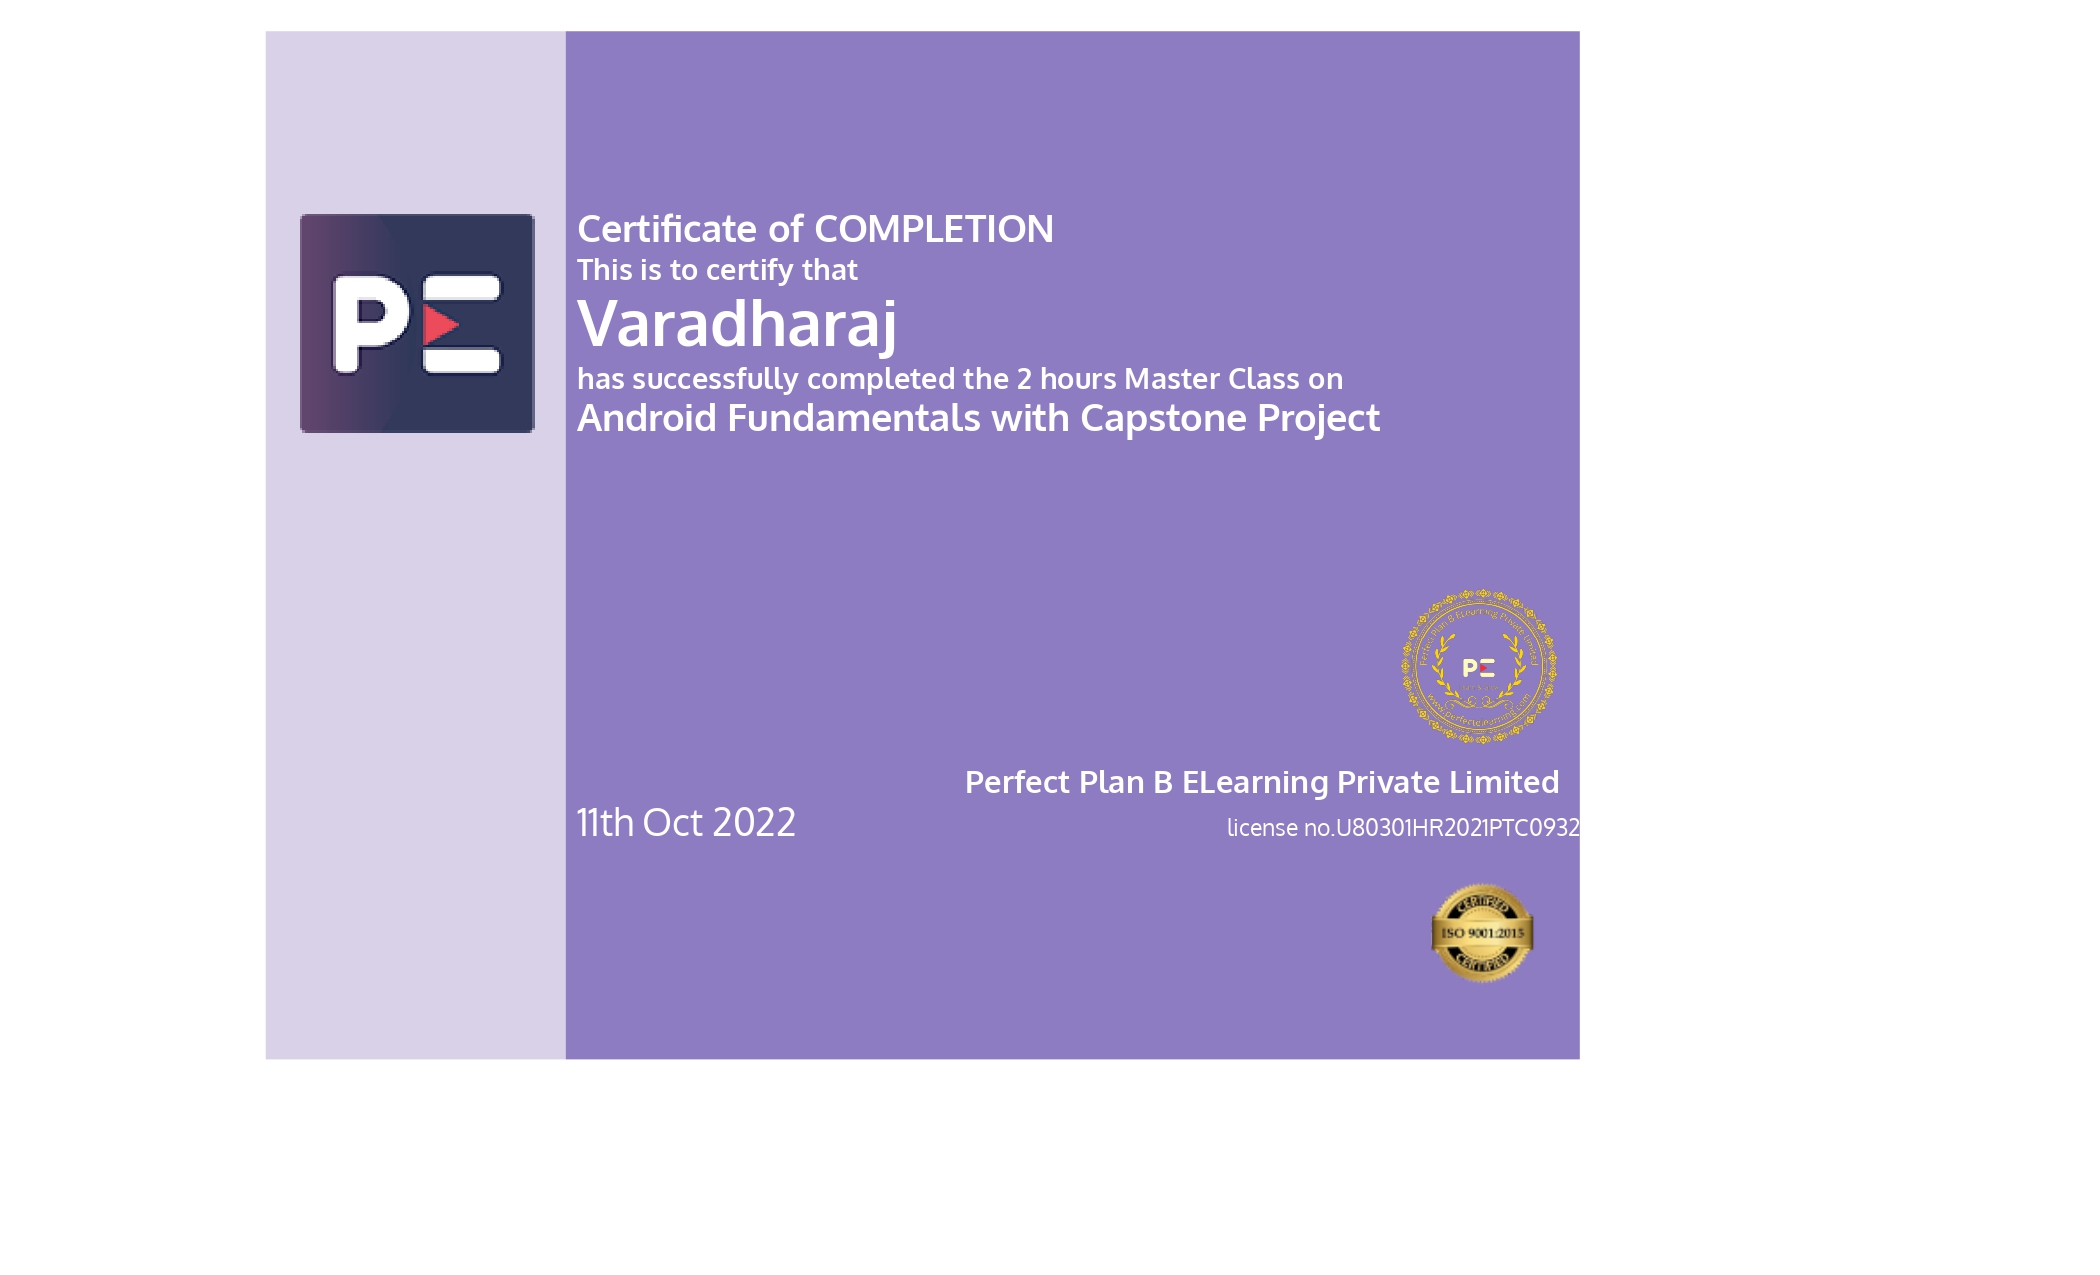 PE
Certificate of COMPLETION
This is to certify that
Varadharaj
has successfully completed the 2 hours Master Class on
Android Fundamentals with Capstone Project
Perfect Plan B ELearning Private Limited
PE
www.perfectelearning.com
Perfect Plan B ELearning Private Limited
11th Oct 2022
license no.U80301HR2021PTC0932
CERTIFIED
ISO 9001:2015
CERTIFIED